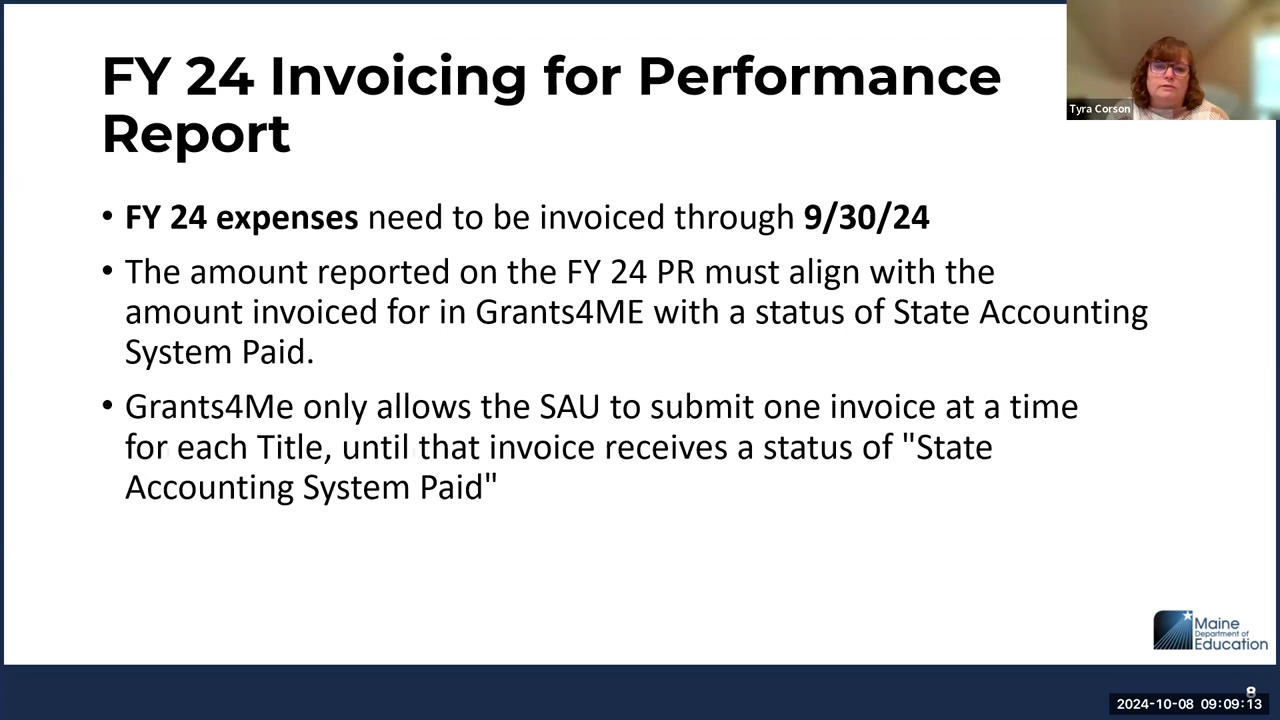 FY 24 Invoicing for Performance
Report
Tyra Corson
• FY 24 expenses need to be invoiced through 9/30/24
• The amount reported on the FY 24 PR must align with the
amount invoiced for in Grants4ME with a status of State Accounting
System Paid.
• Grants4Me only allows the SAU to submit one invoice at a time
for each Title, until that invoice receives a status of "State
Accounting System Paid"
Maine
Department of
Education
8
2024-10-08 09:09:13